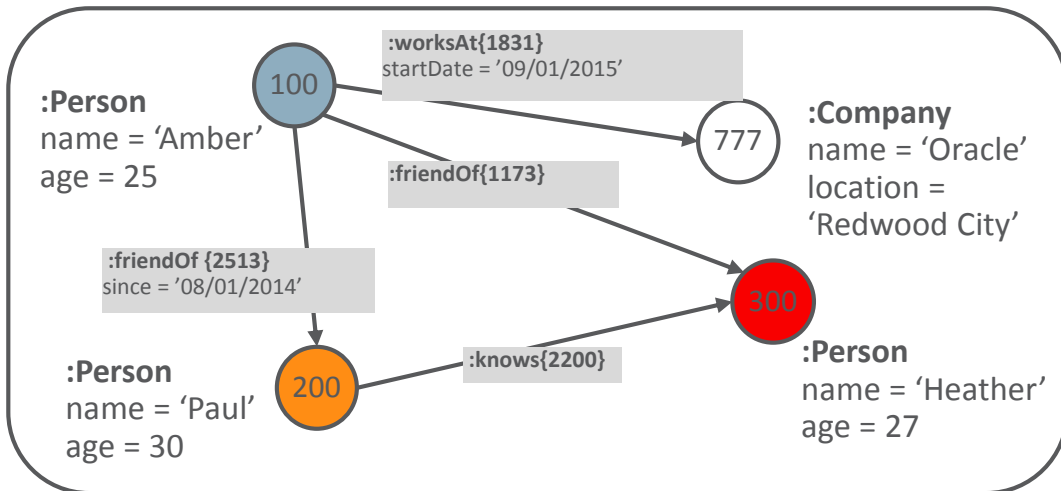 :worksAt{1831}
startDate = '09/01/2015'
100
:Person
name = ‘Amber’
age = 25
777
:Company
name = ‘Oracle’
location =
‘Redwood City’
:friendOf{1173}
:friendOf {2513}
since = '08/01/2014'
300
:Person
name = ‘Heather’
age = 27
:knows{2200}
200
:Person
name = ‘Paul’
age = 30